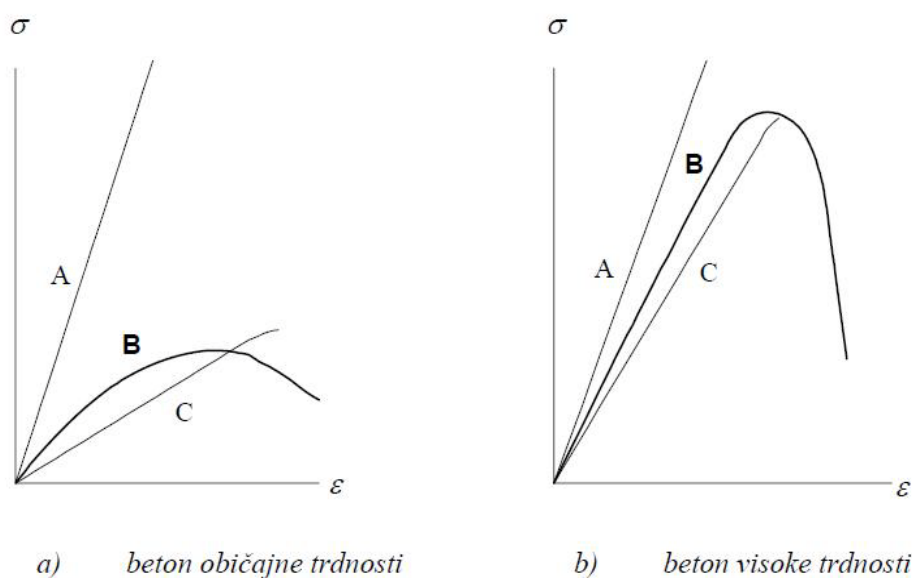 σ
A
B
C
ε
a) beton običajne trdnosti
σ
B
A
C
ε
b) beton visoke trdnosti